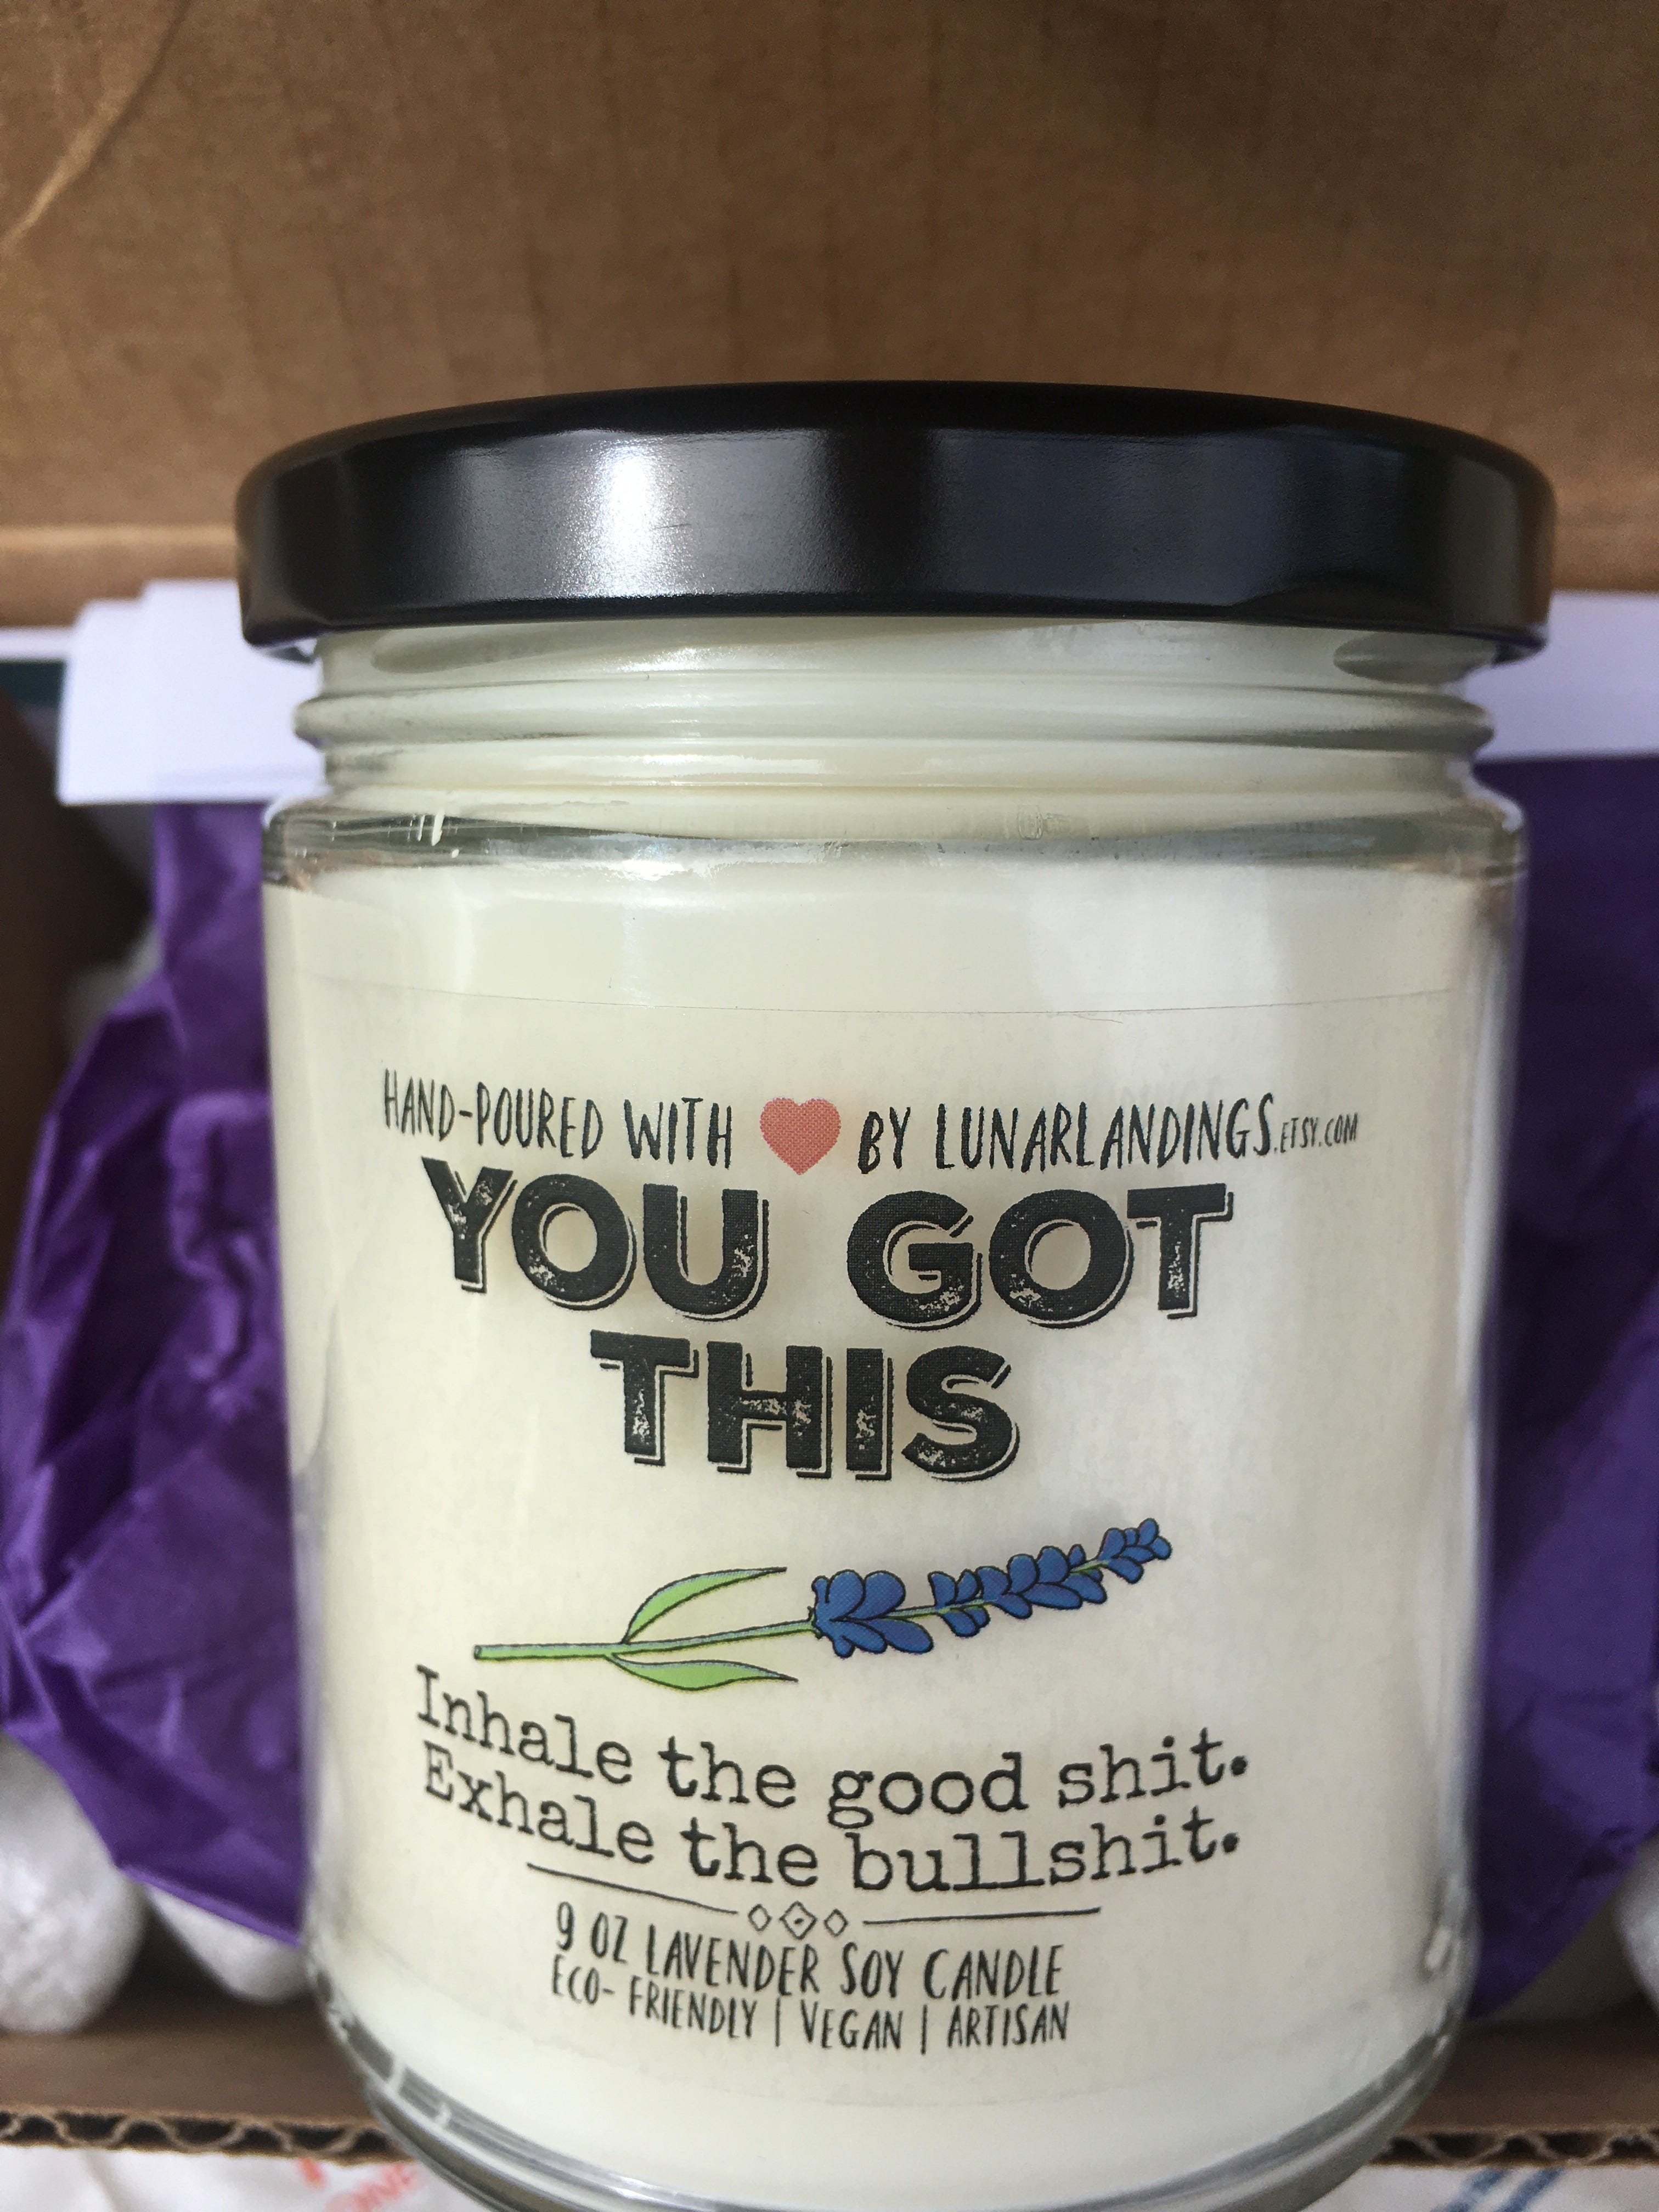 HAND-POURED WITH ❤ BY LUNARLANDINGS.ETSY.COM
YOU GOT
THIS
Inhale the good shit.
Exhale the bullshit.
9 OZ LAVENDER SOY CANDLE
ECO- FRIENDLY | VEGAN | ARTISAN